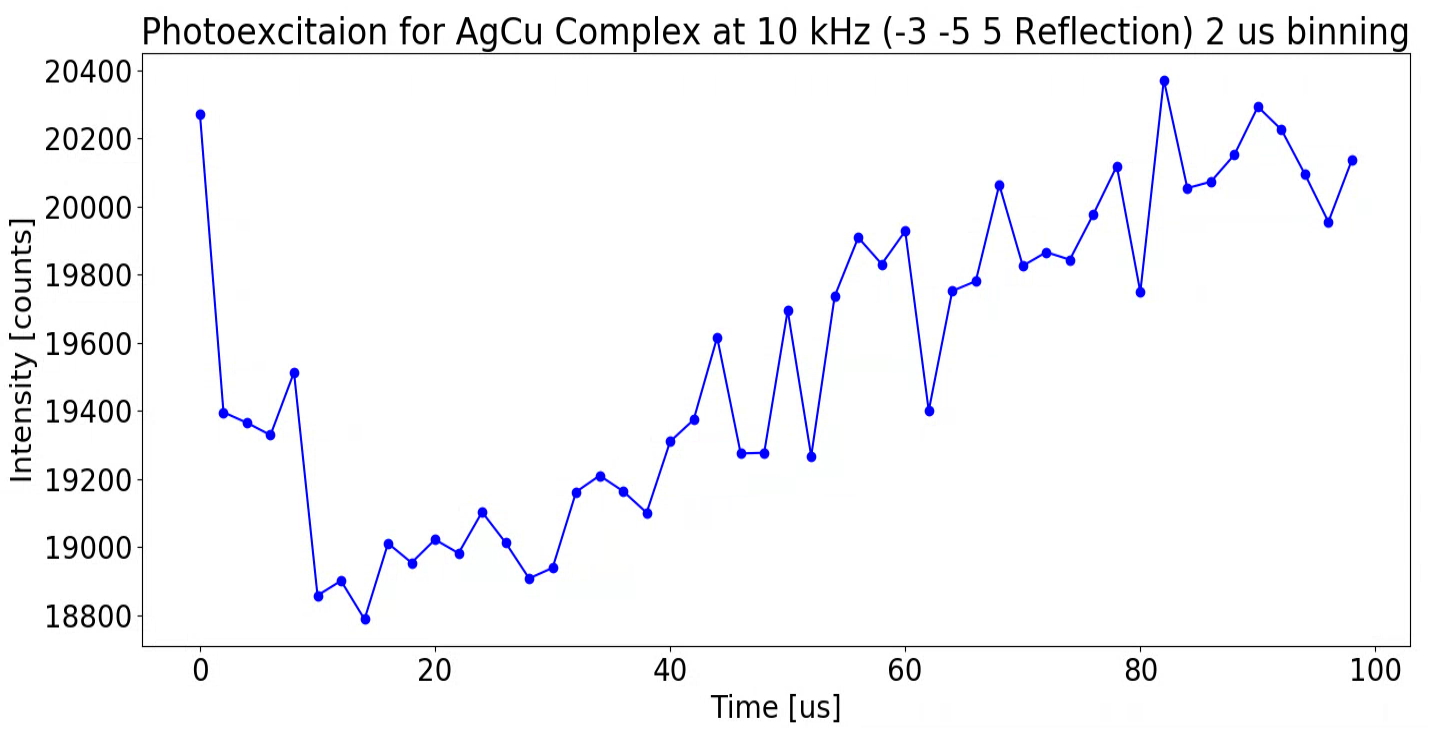 Photoexcitaion for AgCu Complex at 10 kHz (-3 -5 5 Reflection) 2 us binning
20400
20200
20000
19800
19600
19400
19200
19000
18800
Intensity [counts]
0 20 40 60 80 100
Time [us]